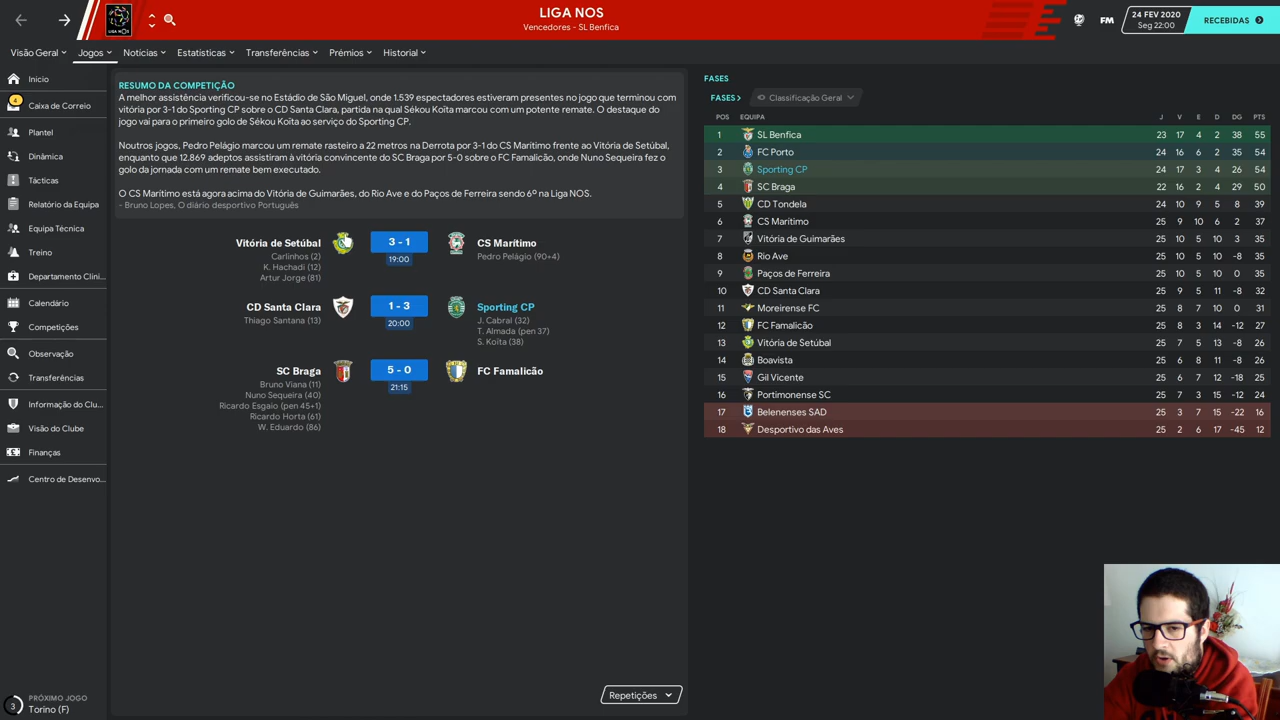 LIGA NOS
Vencedores - SL Benfica
FM
24 FEV 2020
Seg 22:00
RECEBIDAS
Visão Geral
Jogos
Notícias
Estatísticas
Transferências
Prémios
Historial
Início
4
Caixa de Correio
Plantel
Dinâmica
Tácticas
Relatório da Equipa
Equipa Técnica
Treino
Departamento Clíni...
Calendário
Competições
Observação
Transferências
Informação do Clu...
Visão do Clube
Finanças
Centro de Desenvo...
3
PRÓXIMO JOGO
Torino (F)
RESUMO DA COMPETIÇÃO
A melhor assistência verificou-se no Estádio de São Miguel, onde 1.539 espectadores estiveram presentes no jogo que terminou com
vitória por 3-1 do Sporting CP sobre o CD Santa Clara, partida na qual Sékou Koïta marcou com um potente remate. O destaque do
jogo vai para o primeiro golo de Sékou Koïta ao serviço do Sporting CP.
Noutros jogos, Pedro Pelágio marcou um remate rasteiro a 22 metros na Derrota por 3-1 do CS Marítimo frente ao Vitória de Setúbal,
enquanto que 12.869 adeptos assistiram à vitória convincente do SC Braga por 5-0 sobre o FC Famalicão, onde Nuno Sequeira fez o
golo da jornada com um remate bem executado.
O CS Marítimo está agora acima do Vitória de Guimarães, do Rio Ave e do Paços de Ferreira sendo 6º na Liga NOS.
- Bruno Lopes, O diário desportivo Português
Vitória de Setúbal 3 - 1 CS Marítimo
Carlinhos (2) 19:00 Pedro Pelágio (90+4)
K. Hachadi (12)
Artur Jorge (81)
CD Santa Clara 1 - 3 Sporting CP
Thiago Santana (13) 20:00 J. Cabral (32)
T. Almada (pen 37)
S. Koïta (38)
SC Braga 5 - 0 FC Famalicão
Bruno Viana (11) 21:15
Nuno Sequeira (40)
Ricardo Esgaio (pen 45+1)
Ricardo Horta (61)
W. Eduardo (86)
Repetições
FASES
FASES Classificação Geral
POS EQUIPA J V E D DG PTS
1 SL Benfica 23 17 4 2 38 55
2 FC Porto 24 16 6 2 35 54
3 Sporting CP 24 17 3 4 26 54
4 SC Braga 22 16 2 4 29 50
5 CD Tondela 24 10 9 5 8 39
6 CS Marítimo 25 9 10 6 2 37
7 Vitória de Guimarães 25 10 5 10 3 35
8 Rio Ave 25 10 5 10 -8 35
9 Paços de Ferreira 25 10 5 10 0 35
10 CD Santa Clara 25 9 5 11 -8 32
11 Moreirense FC 25 8 7 10 0 31
12 FC Famalicão 25 8 3 14 -12 27
13 Vitória de Setúbal 25 7 5 13 -8 26
14 Boavista 25 6 8 11 -8 26
15 Gil Vicente 25 6 7 12 -18 25
16 Portimonense SC 25 7 3 15 -12 24
17 Belenenses SAD 25 3 7 15 -22 16
18 Desportivo das Aves 25 2 6 17 -45 12